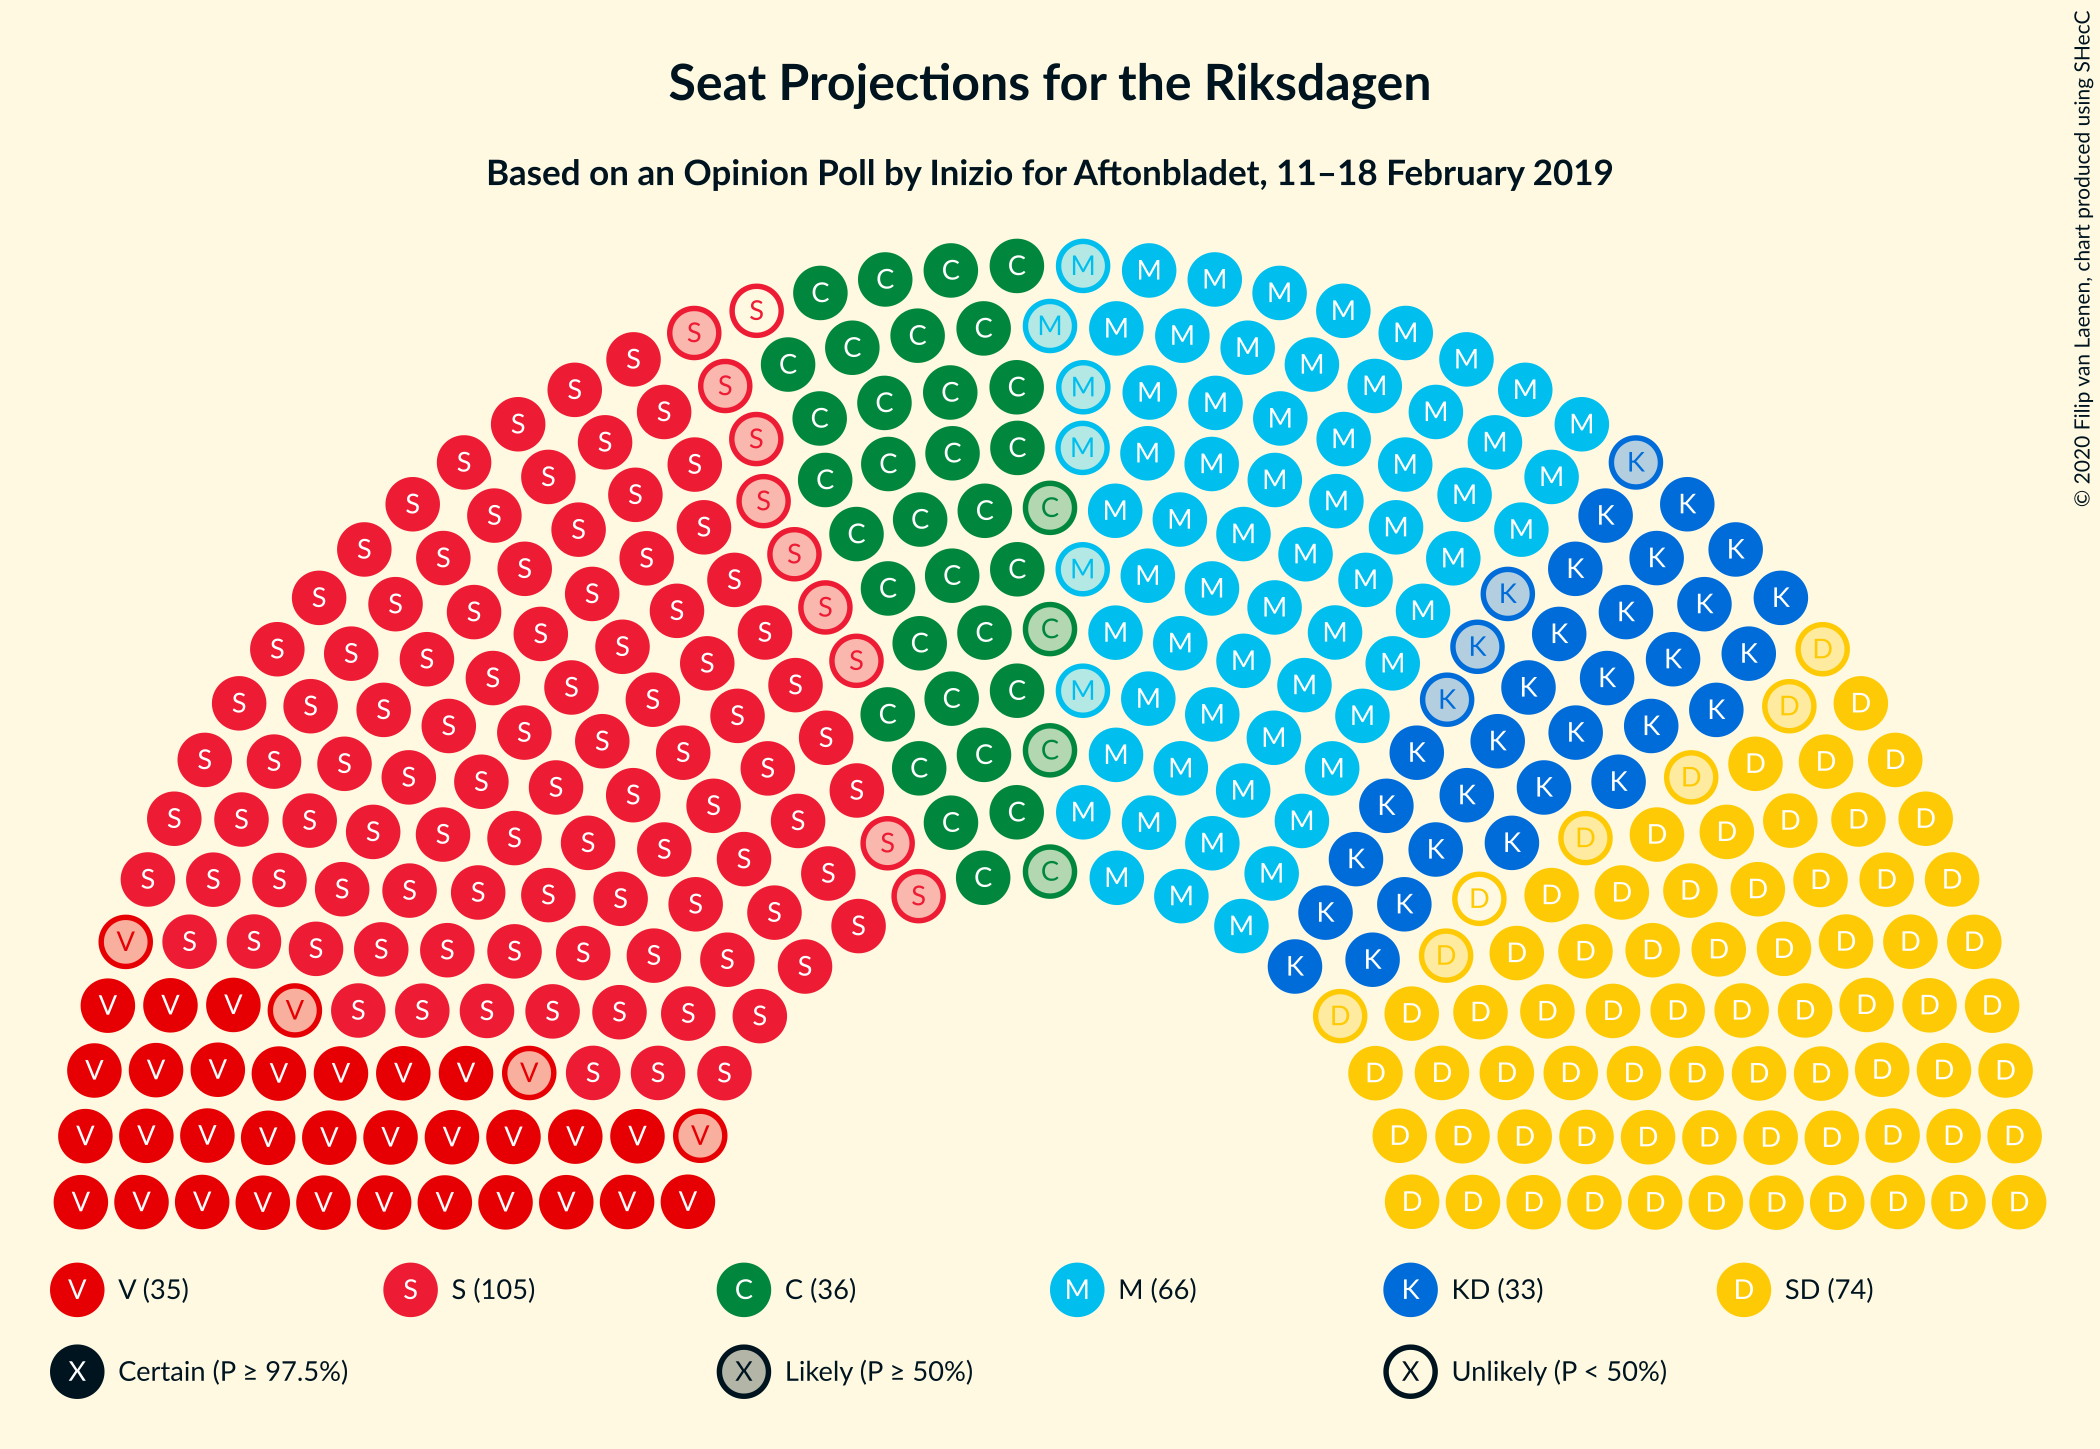 Seat Projections for the Riksdagen
Based on an Opinion Poll by Inizio for Aftonbladet, 11–18 February 2019
© 2020 Filip van Laenen, chart produced using SHecC
V V (35)
S S (105)
C C (36)
M M (66)
K KD (33)
D SD (74)
X Certain (P ≥ 97.5%)
X Likely (P ≥ 50%)
X Unlikely (P < 50%)